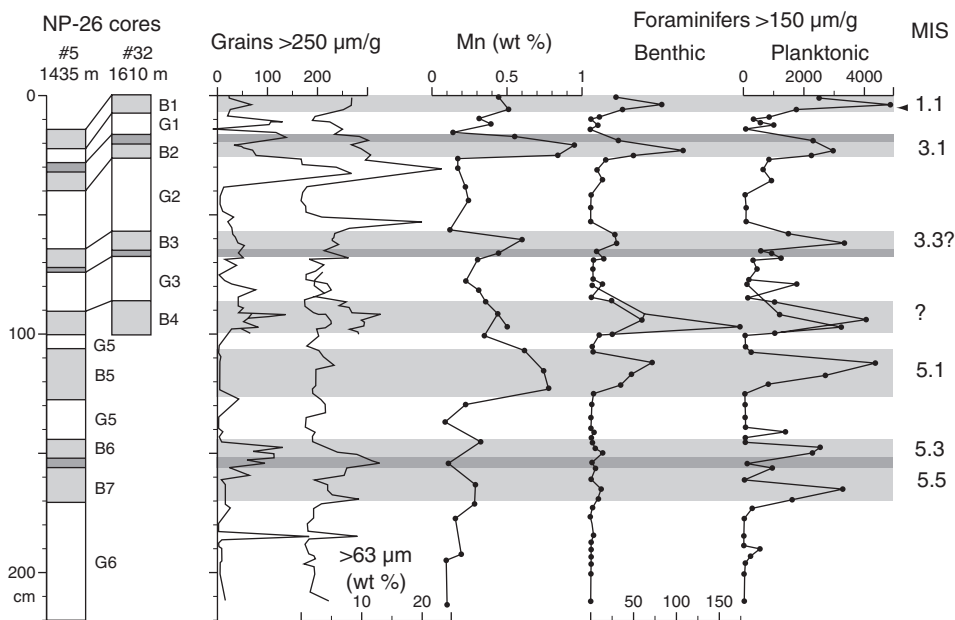 NP-26 cores
#5 #32
1435 m 1610 m
Grains >250 µm/g
Mn (wt %)
Foraminifers >150 µm/g
Benthic Planktonic
MIS
0 100 200
0 0.5 1.0
0 2000 4000
0
100
200
cm
B1
G1
B2
G2
B3
G3
B4
G5
B5
G5
B6
B7
G6
1.1
3.1
3.3?
?
5.1
5.3
5.5
>63 µm
(wt %)
10 20
0 50 100 150